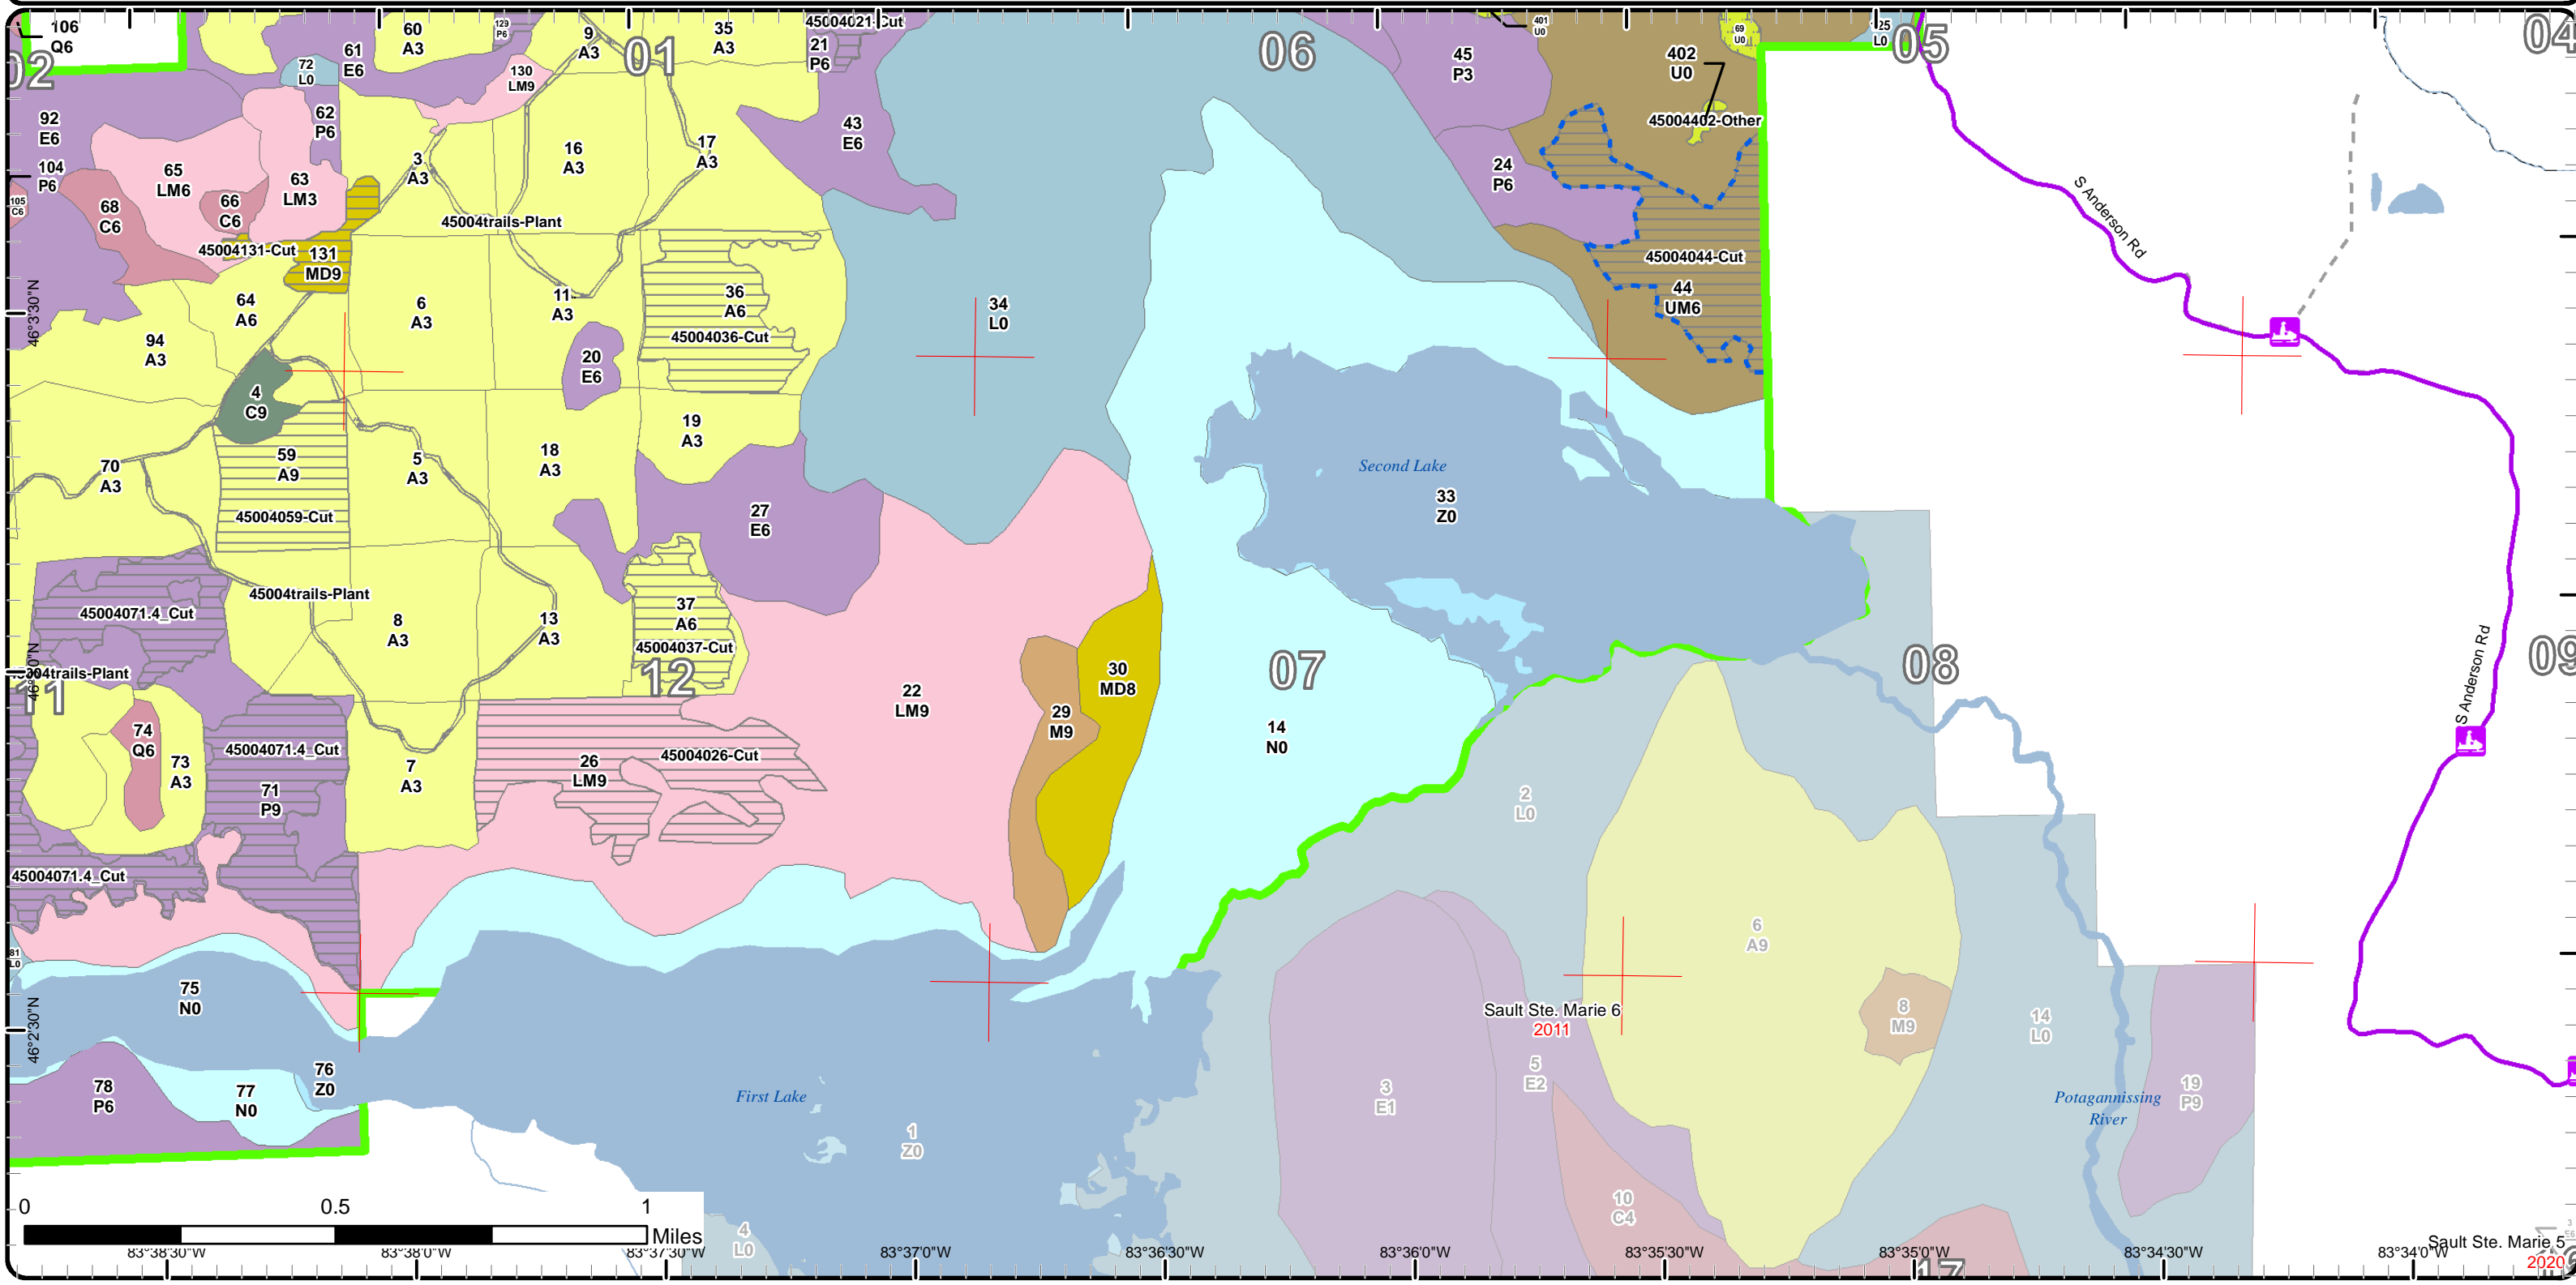 106
Q6
02
60
A3
61
E6
129
P6
9
A3
01
35
A3
45004021-Cut
21
P6
06
45
P3
401
U0
402
U0
69
U0
25
L0
05
04
72
L0
130
LM9
92
E6
62
P6
43
E6
45004402-Other
104
P6
65
LM6
63
LM3
3
A3
16
A3
17
A3
24
P6
105
C6
68
C6
66
C6
45004trails-Plant
45004131-Cut
131
MD9
45004044-Cut
S Anderson Rd
46°3'30"N
64
A6
6
A3
11
A3
36
A6
45004036-Cut
34
L0
44
UM6
94
A3
20
E6
4
C9
19
A3
70
A3
59
A9
5
A3
18
A3
Second Lake
33
Z0
45004059-Cut
27
E6
45004071.4_Cut
45004trails-Plant
8
A3
13
A3
37
A6
45004037-Cut
12
30
MD8
07
08
09
S Anderson Rd
11
22
LM9
29
M9
14
N0
74
Q6
73
A3
45004071.4_Cut
7
A3
26
LM9
45004026-Cut
71
P9
2
L0
45004071.4_Cut
6
A9
81
L0
75
N0
46°2'30"N
Sault Ste. Marie 6
2011
8
M9
14
L0
78
P6
77
N0
76
Z0
First Lake
1
Z0
3
E1
5
E2
Potagannissing
River
19
P9
10
C4
4
L0
0
0.5
1
Miles
83°38'30"W
83°38'0"W
83°37'30"W
83°37'0"W
83°36'30"W
83°36'0"W
83°35'30"W
83°35'0"W
83°34'30"W
83°34'0"W
17
Sault Ste. Marie 5
2020